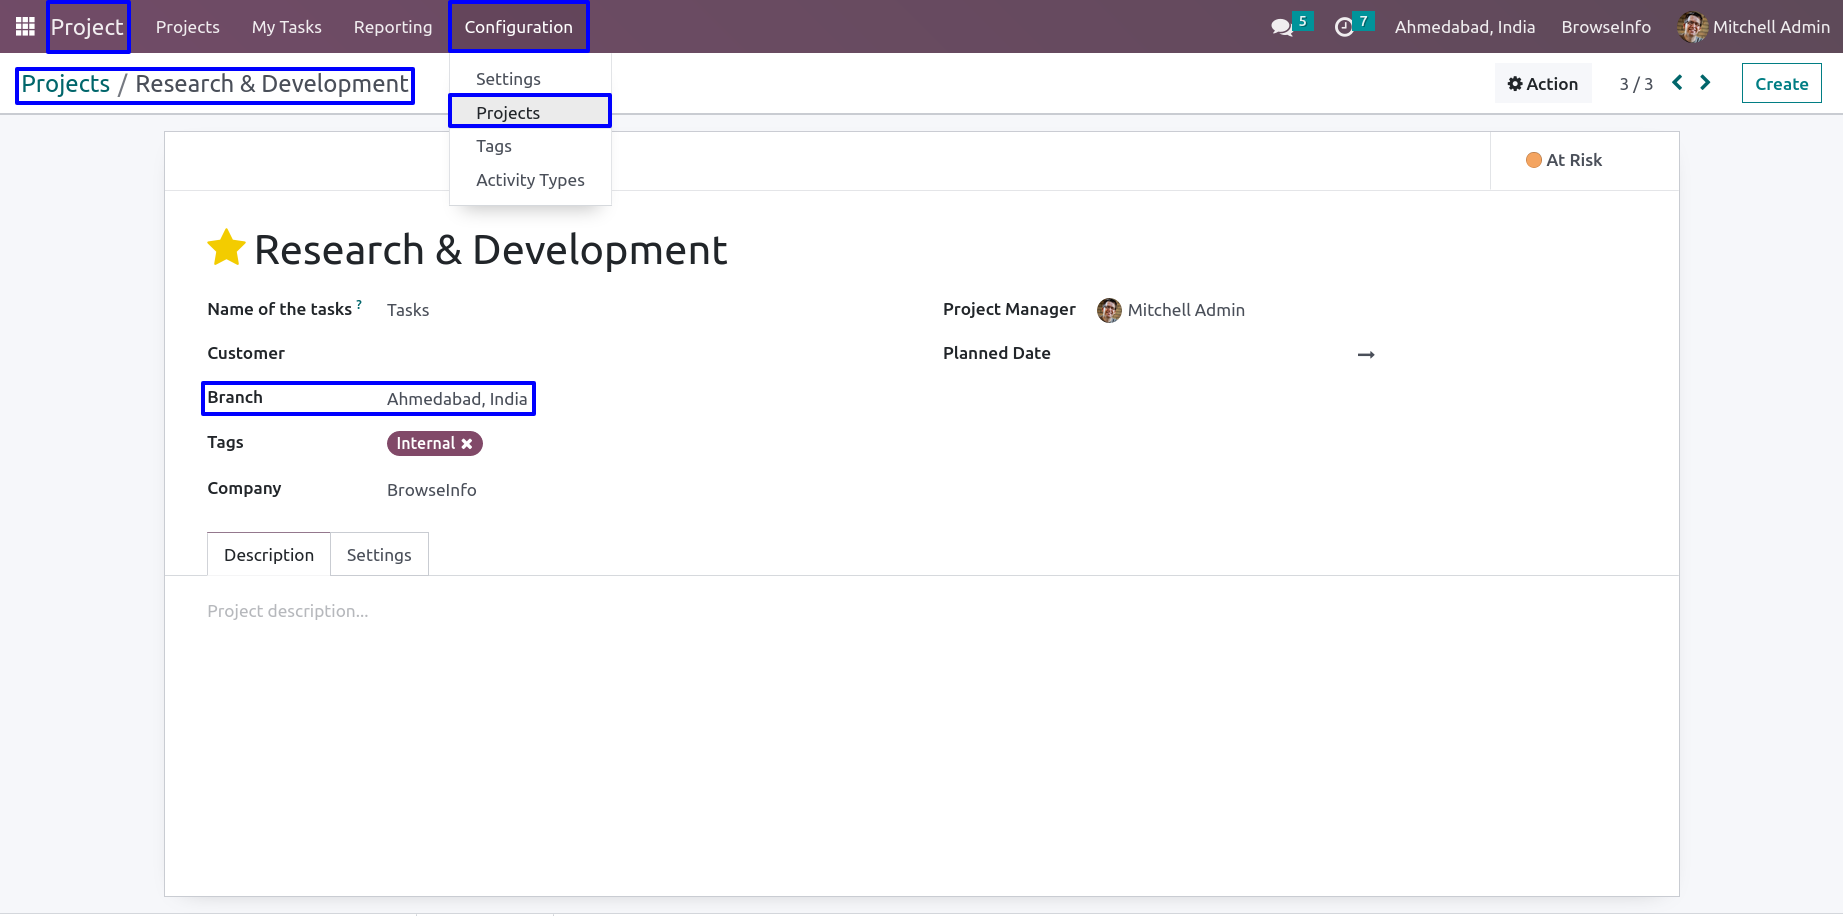 Project Projects My Tasks Reporting Configuration 5 7 Ahmedabad, India BrowseInfo Mitchell Admin
Projects / Research & Development Action 3 / 3 Create
Settings
Projects
Tags
Activity Types
At Risk
Research & Development
Name of the tasks ? Tasks Project Manager Mitchell Admin
Customer Planned Date
Branch Ahmedabad, India
Tags Internal
Company BrowseInfo
Description Settings
Project description...